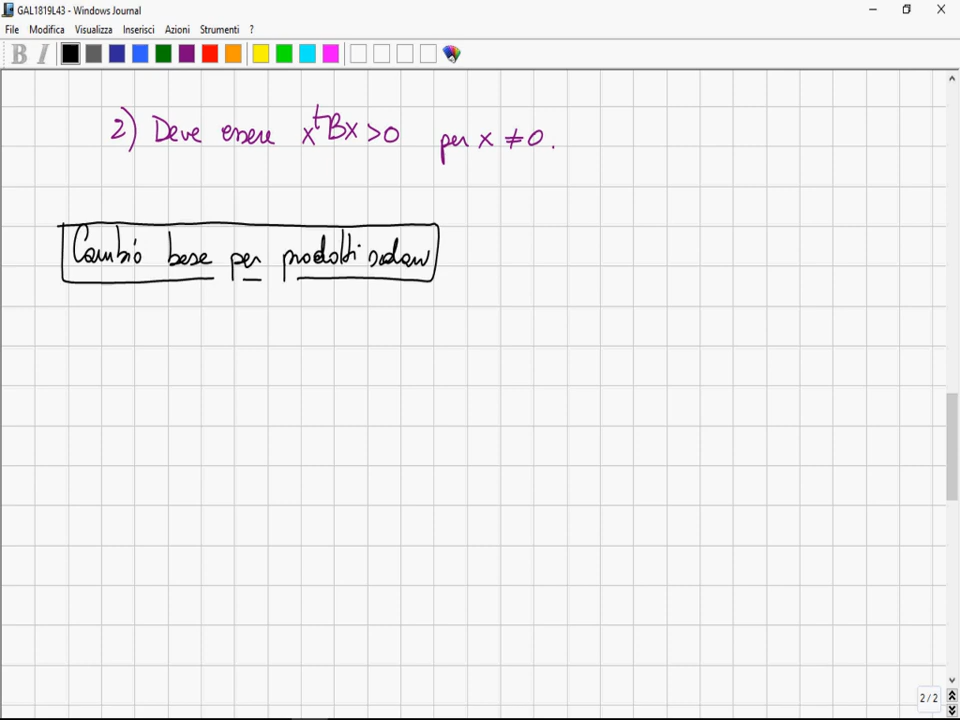 GAL1819L43 - Windows Journal
File Modifica Visualizza Inserisci Azioni Strumenti ?
B I
2) Deve essere x^t B x > 0 per x ≠ 0.
Cambio base per prodotti scalari
2 / 2